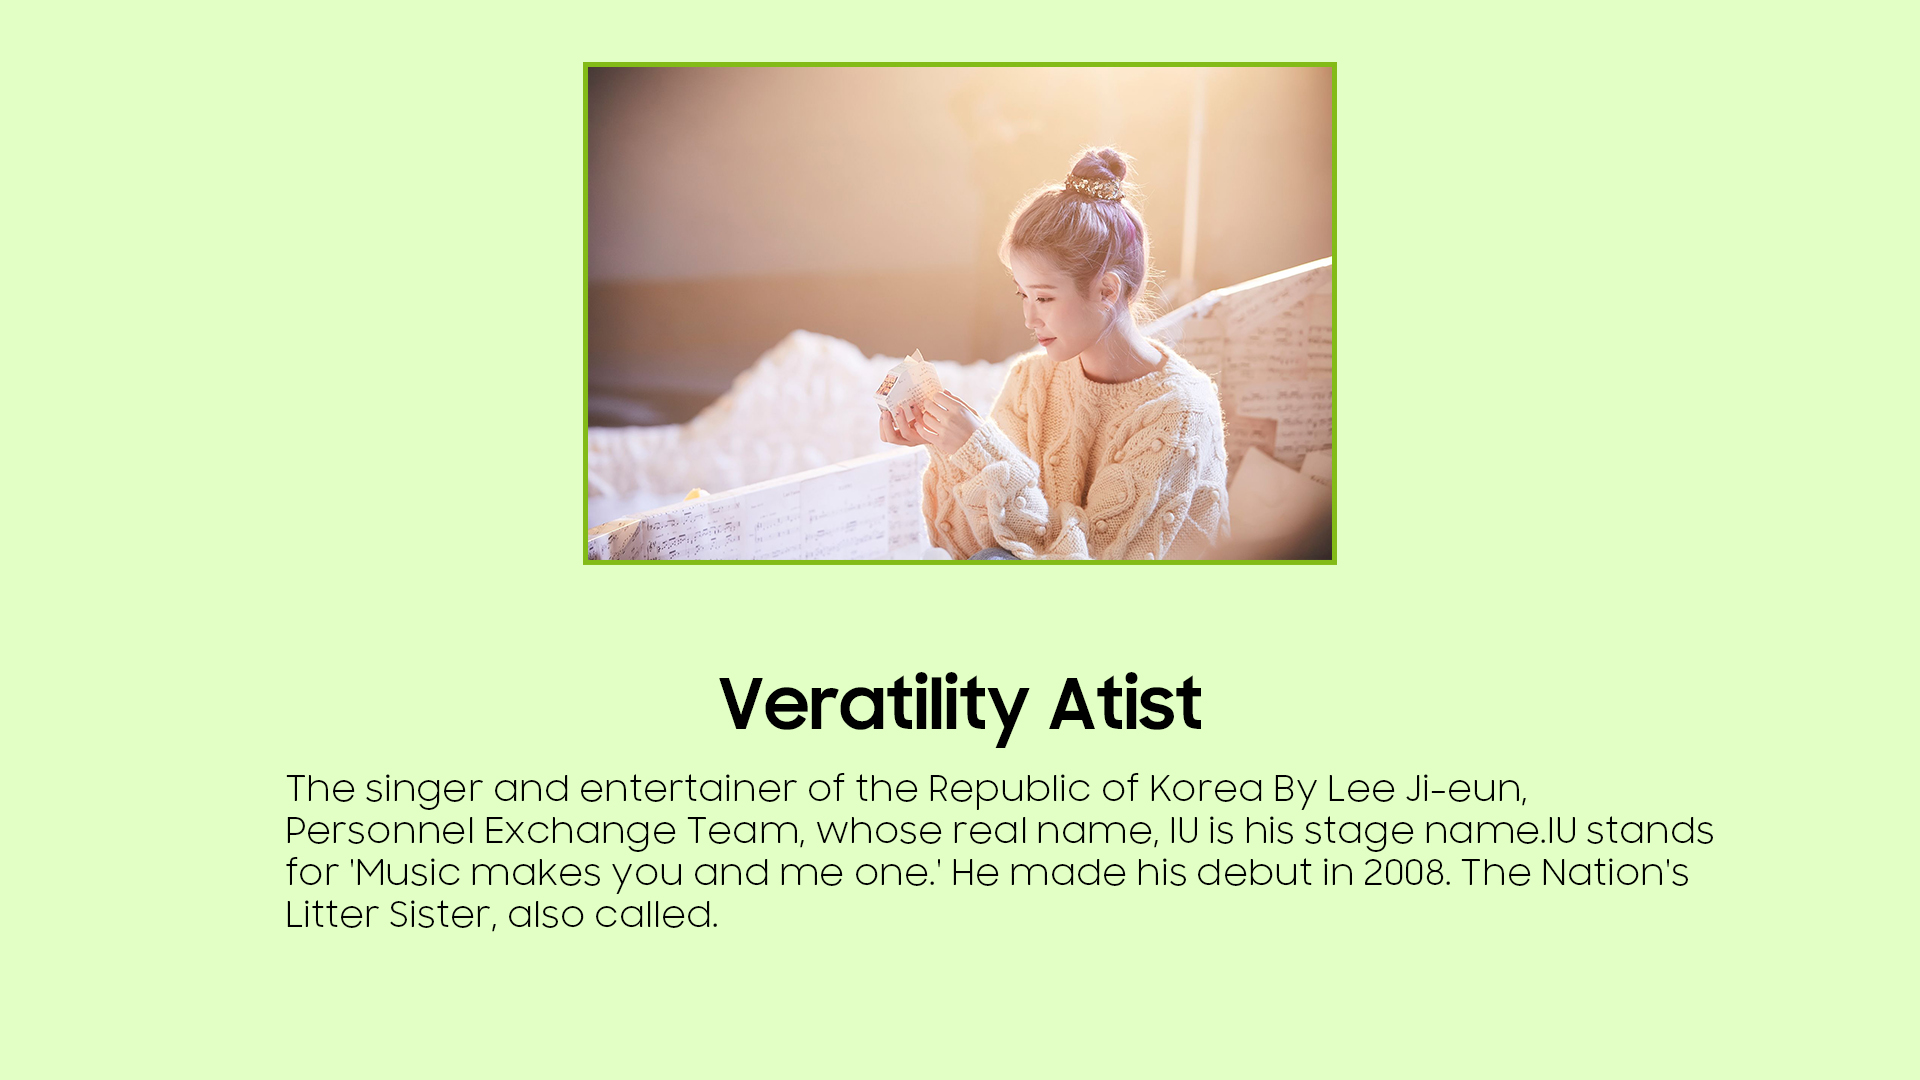 Veratility Atist
The singer and entertainer of the Republic of Korea By Lee Ji-eun,
Personnel Exchange Team, whose real name, IU is his stage name.IU stands
for 'Music makes you and me one.' He made his debut in 2008. The Nation's
Litter Sister, also called.